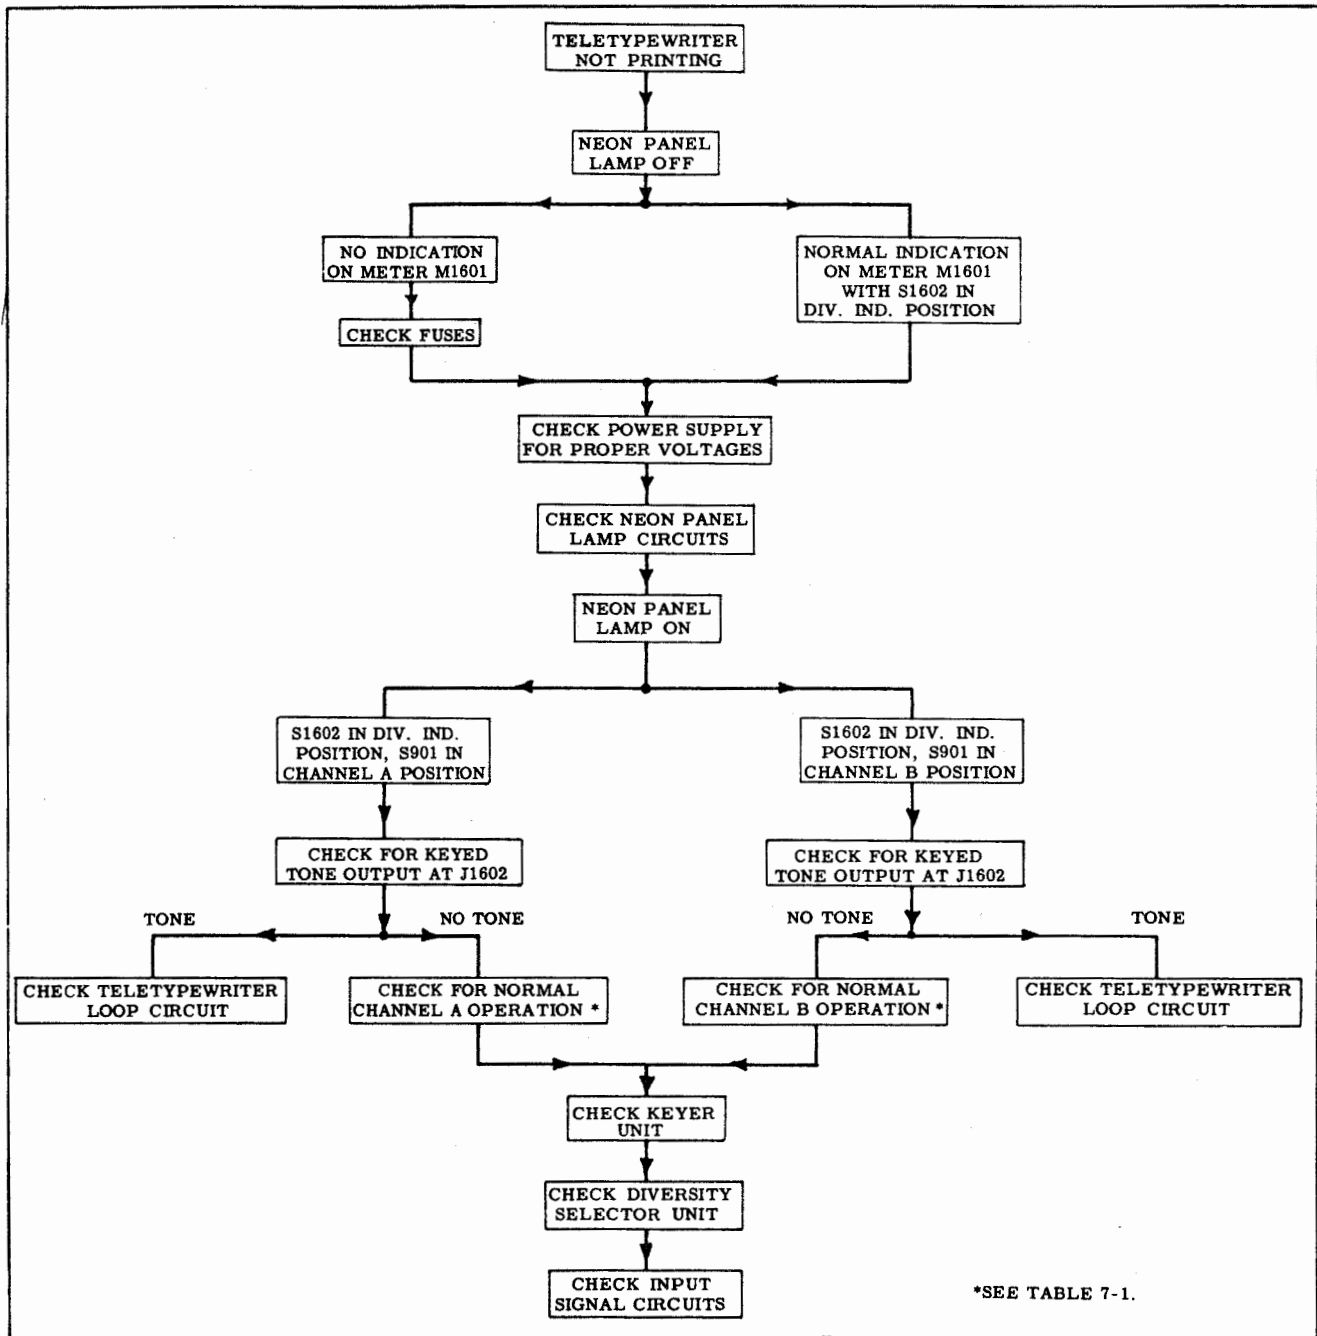 TELETYPEWRITER
NOT PRINTING
NEON PANEL
LAMP OFF
NO INDICATION
ON METER M1601
NORMAL INDICATION
ON METER M1601
WITH S1602 IN
DIV. IND. POSITION
CHECK FUSES
CHECK POWER SUPPLY
FOR PROPER VOLTAGES
CHECK NEON PANEL
LAMP CIRCUITS
NEON PANEL
LAMP ON
S1602 IN DIV. IND.
POSITION, S901 IN
CHANNEL A POSITION
S1602 IN DIV. IND.
POSITION, S901 IN
CHANNEL B POSITION
CHECK FOR KEYED
TONE OUTPUT AT J1602
CHECK FOR KEYED
TONE OUTPUT AT J1602
TONE
NO TONE
NO TONE
TONE
CHECK TELETYPEWRITER
LOOP CIRCUIT
CHECK FOR NORMAL
CHANNEL A OPERATION *
CHECK FOR NORMAL
CHANNEL B OPERATION *
CHECK TELETYPEWRITER
LOOP CIRCUIT
CHECK KEYER
UNIT
CHECK DIVERSITY
SELECTOR UNIT
CHECK INPUT
SIGNAL CIRCUITS
*SEE TABLE 7-1.